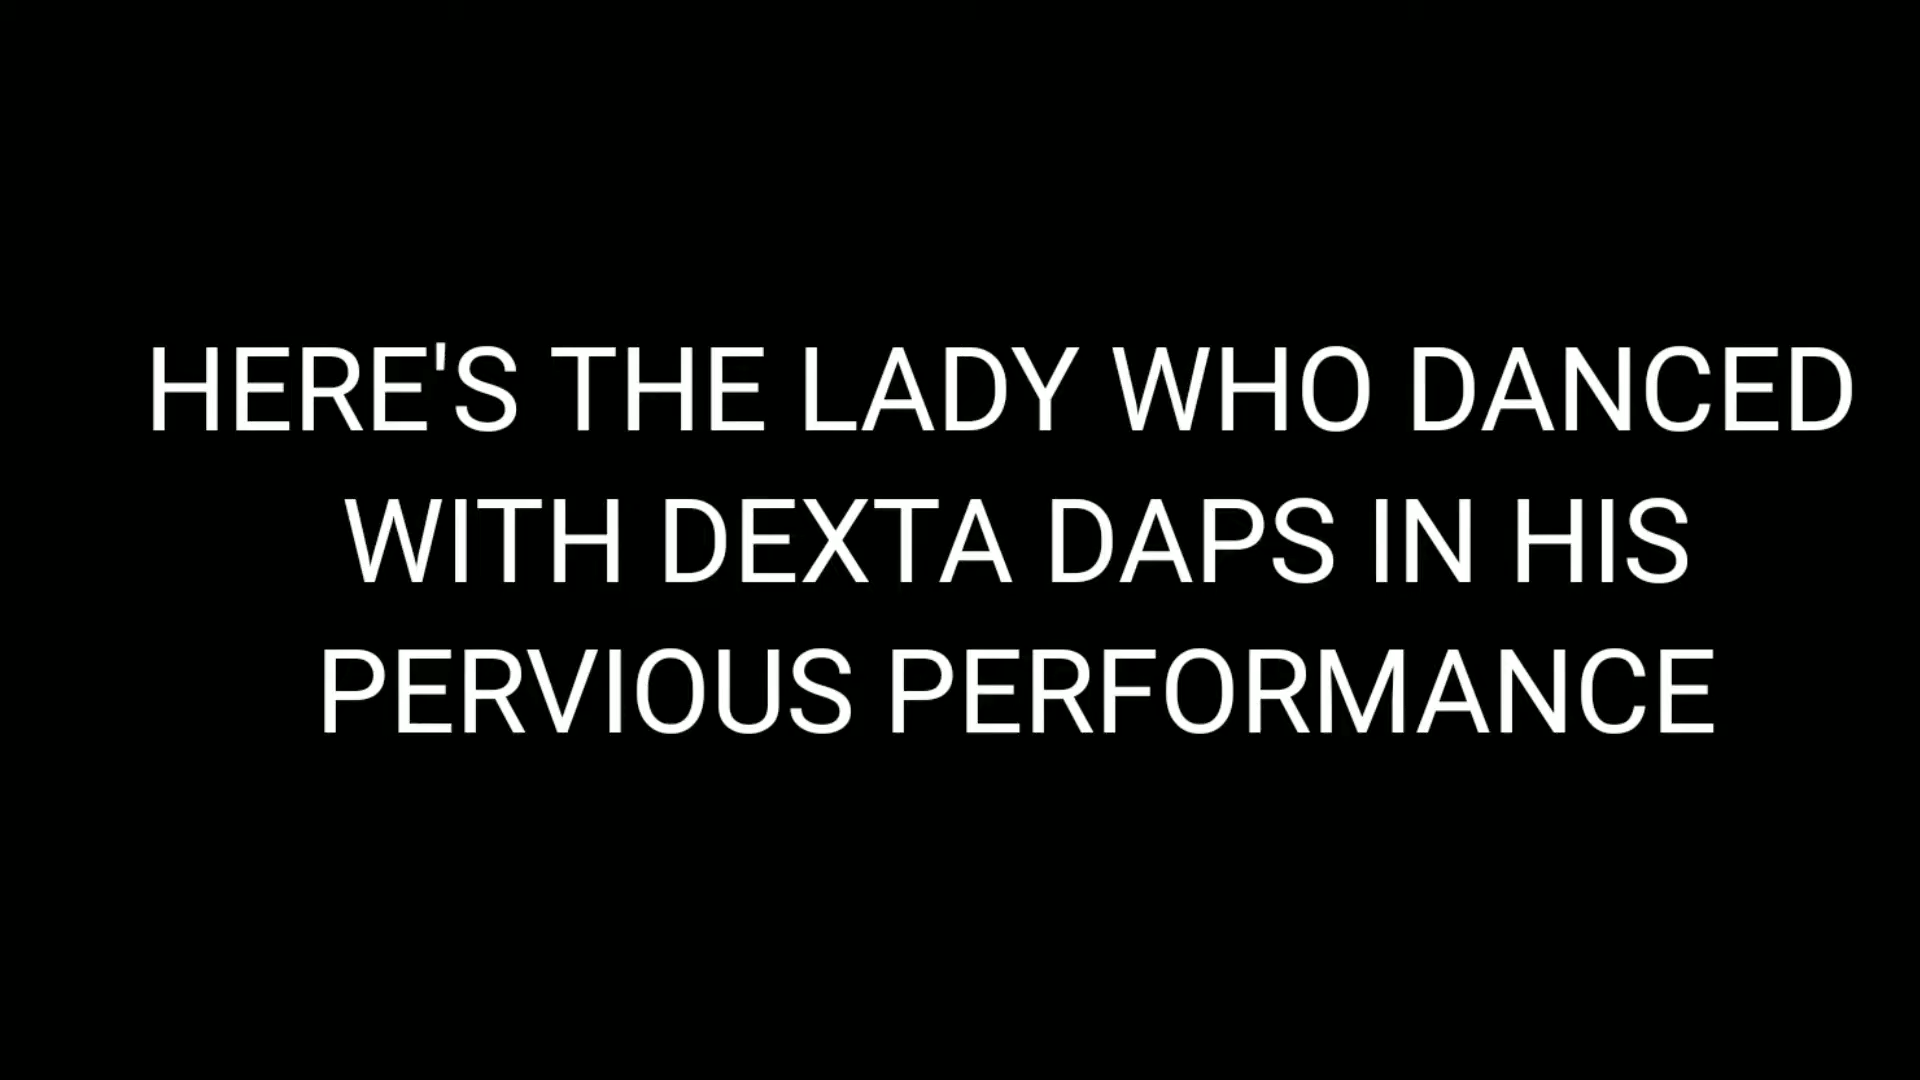 HERE'S THE LADY WHO DANCED
WITH DEXTA DAPS IN HIS
PERVIOUS PERFORMANCE